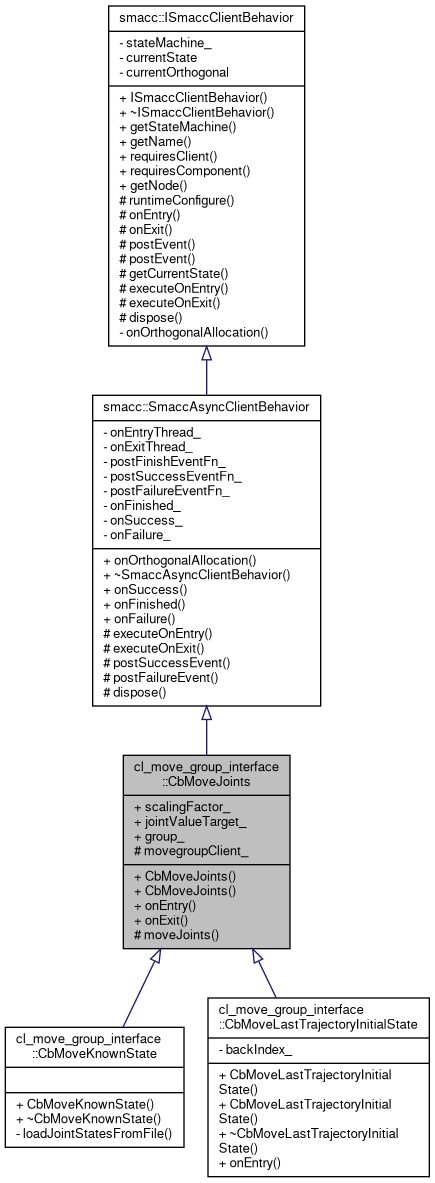 smacc::ISmaccClientBehavior
- stateMachine_
- currentState
- currentOrthogonal
+ ISmaccClientBehavior()
+ ~ISmaccClientBehavior()
+ getStateMachine()
+ getName()
+ requiresClient()
+ requiresComponent()
+ getNode()
# runtimeConfigure()
# onEntry()
# onExit()
# postEvent()
# postEvent()
# getCurrentState()
# executeOnEntry()
# executeOnExit()
# dispose()
- onOrthogonalAllocation()
smacc::SmaccAsyncClientBehavior
- onEntryThread_
- onExitThread_
- postFinishEventFn_
- postSuccessEventFn_
- postFailureEventFn_
- onFinished_
- onSuccess_
- onFailure_
+ onOrthogonalAllocation()
+ ~SmaccAsyncClientBehavior()
+ onSuccess()
+ onFinished()
+ onFailure()
# executeOnEntry()
# executeOnExit()
# postSuccessEvent()
# postFailureEvent()
# dispose()
cl_move_group_interface
::CbMoveJoints
+ scalingFactor_
+ jointValueTarget_
+ group_
# movegroupClient_
+ CbMoveJoints()
+ CbMoveJoints()
+ onEntry()
+ onExit()
# moveJoints()
cl_move_group_interface
::CbMoveKnownState
+ CbMoveKnownState()
+ ~CbMoveKnownState()
- loadJointStatesFromFile()
cl_move_group_interface
::CbMoveLastTrajectoryInitialState
- backIndex_
+ CbMoveLastTrajectoryInitial
State()
+ CbMoveLastTrajectoryInitial
State()
+ ~CbMoveLastTrajectoryInitial
State()
+ onEntry()